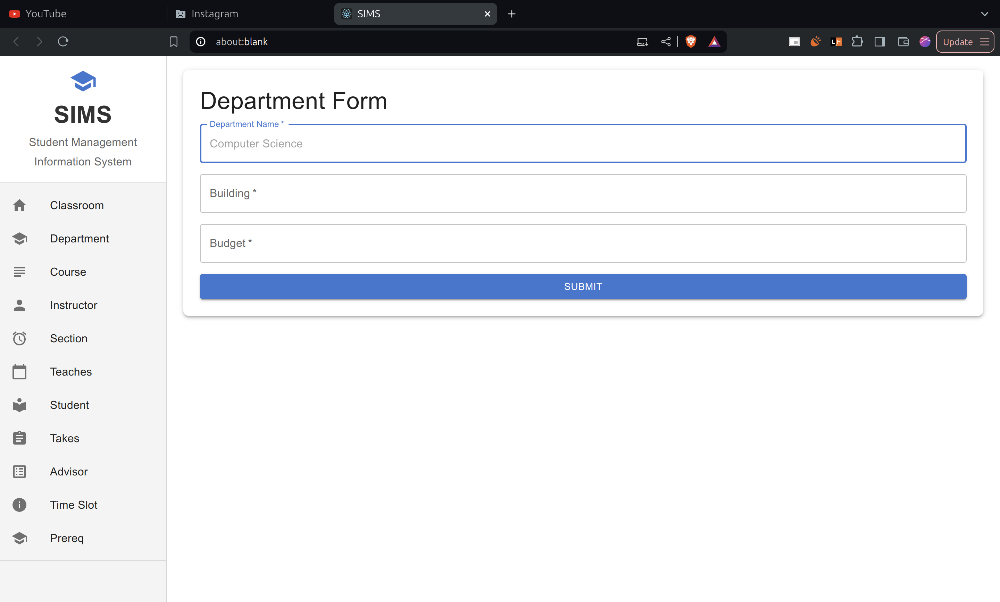 YouTube
Instagram
SIMS
about:blank
L.H
Update
SIMS
Student Management
Information System
Classroom
Department
Course
Instructor
Section
Teaches
Student
Takes
Advisor
Time Slot
Prereq
Department Form
Department Name *
Computer Science
Building *
Budget *
SUBMIT